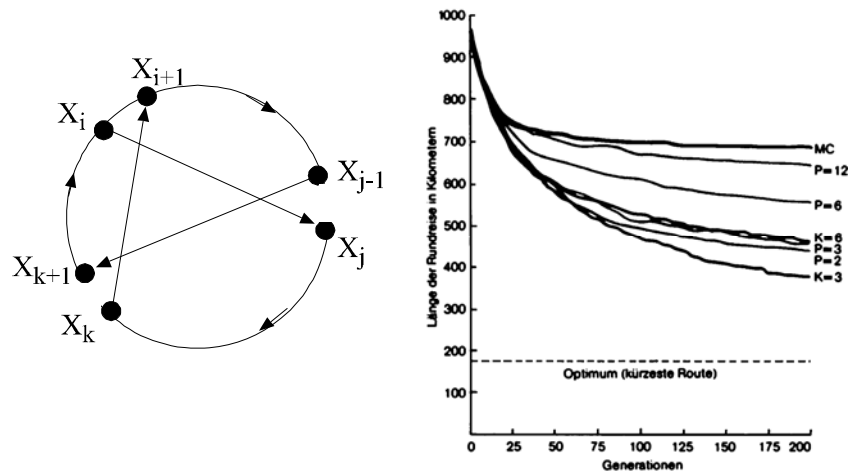 X_{i+1}
X_i
X_{j-1}
X_j
X_{k+1}
X_k
Länge der Rundreise in Kilometern
1000
900
800
700
600
500
400
300
200
100
MC
P=12
P=6
K=6
P=3
P=2
K=3
Optimum (kürzeste Route)
0 25 50 75 100 125 150 175 200
Generationen